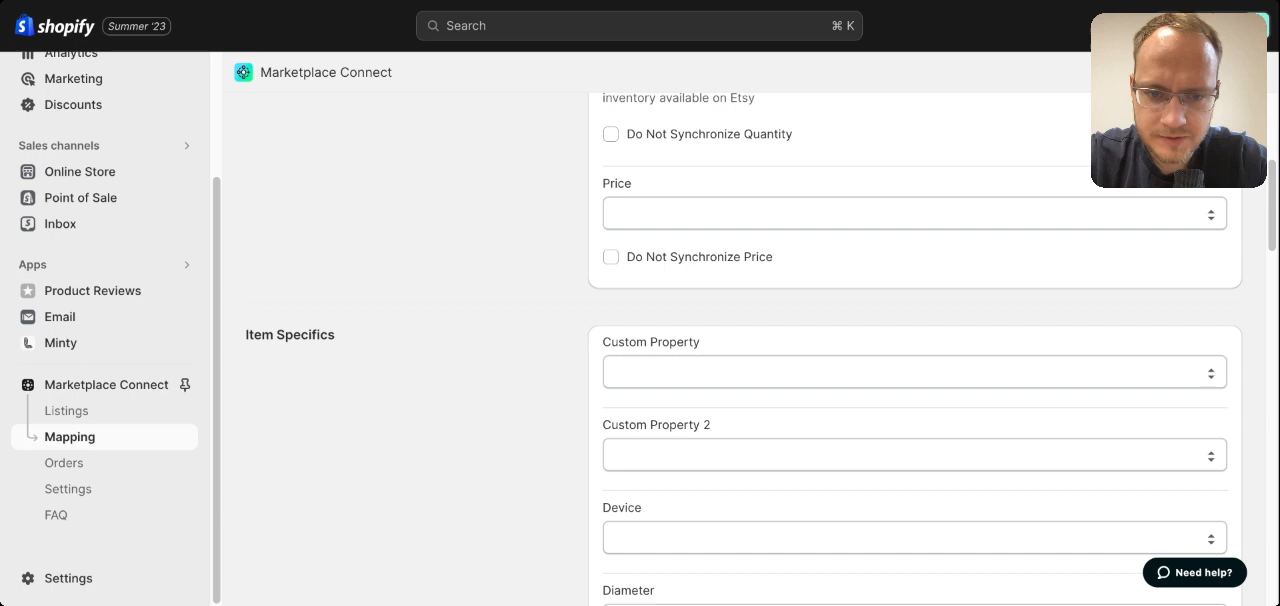 shopify
Summer '23
Search
⌘ K
Analytics
Marketing
Discounts
Sales channels
Online Store
Point of Sale
Inbox
Apps
Product Reviews
Email
Minty
Marketplace Connect
Listings
Mapping
Orders
Settings
FAQ
Settings
Marketplace Connect
inventory available on Etsy
Do Not Synchronize Quantity
Price
Do Not Synchronize Price
Item Specifics
Custom Property
Custom Property 2
Device
Diameter
Need help?